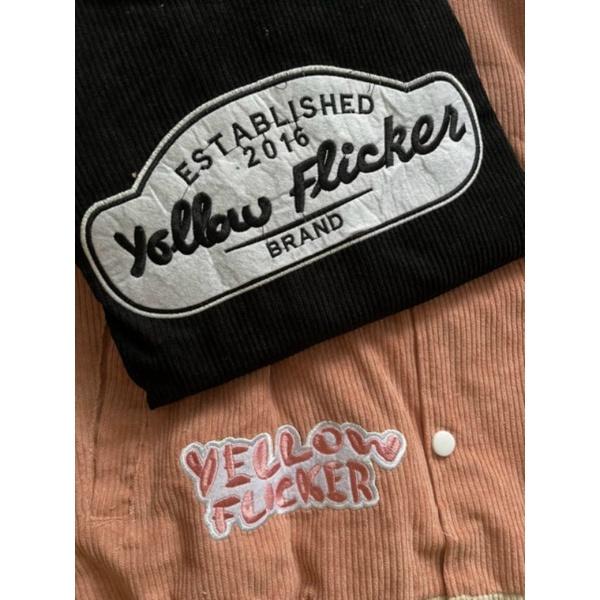 ESTABLISHED
2016
Yellow Flicker
BRAND
YELLOW
FLICKER